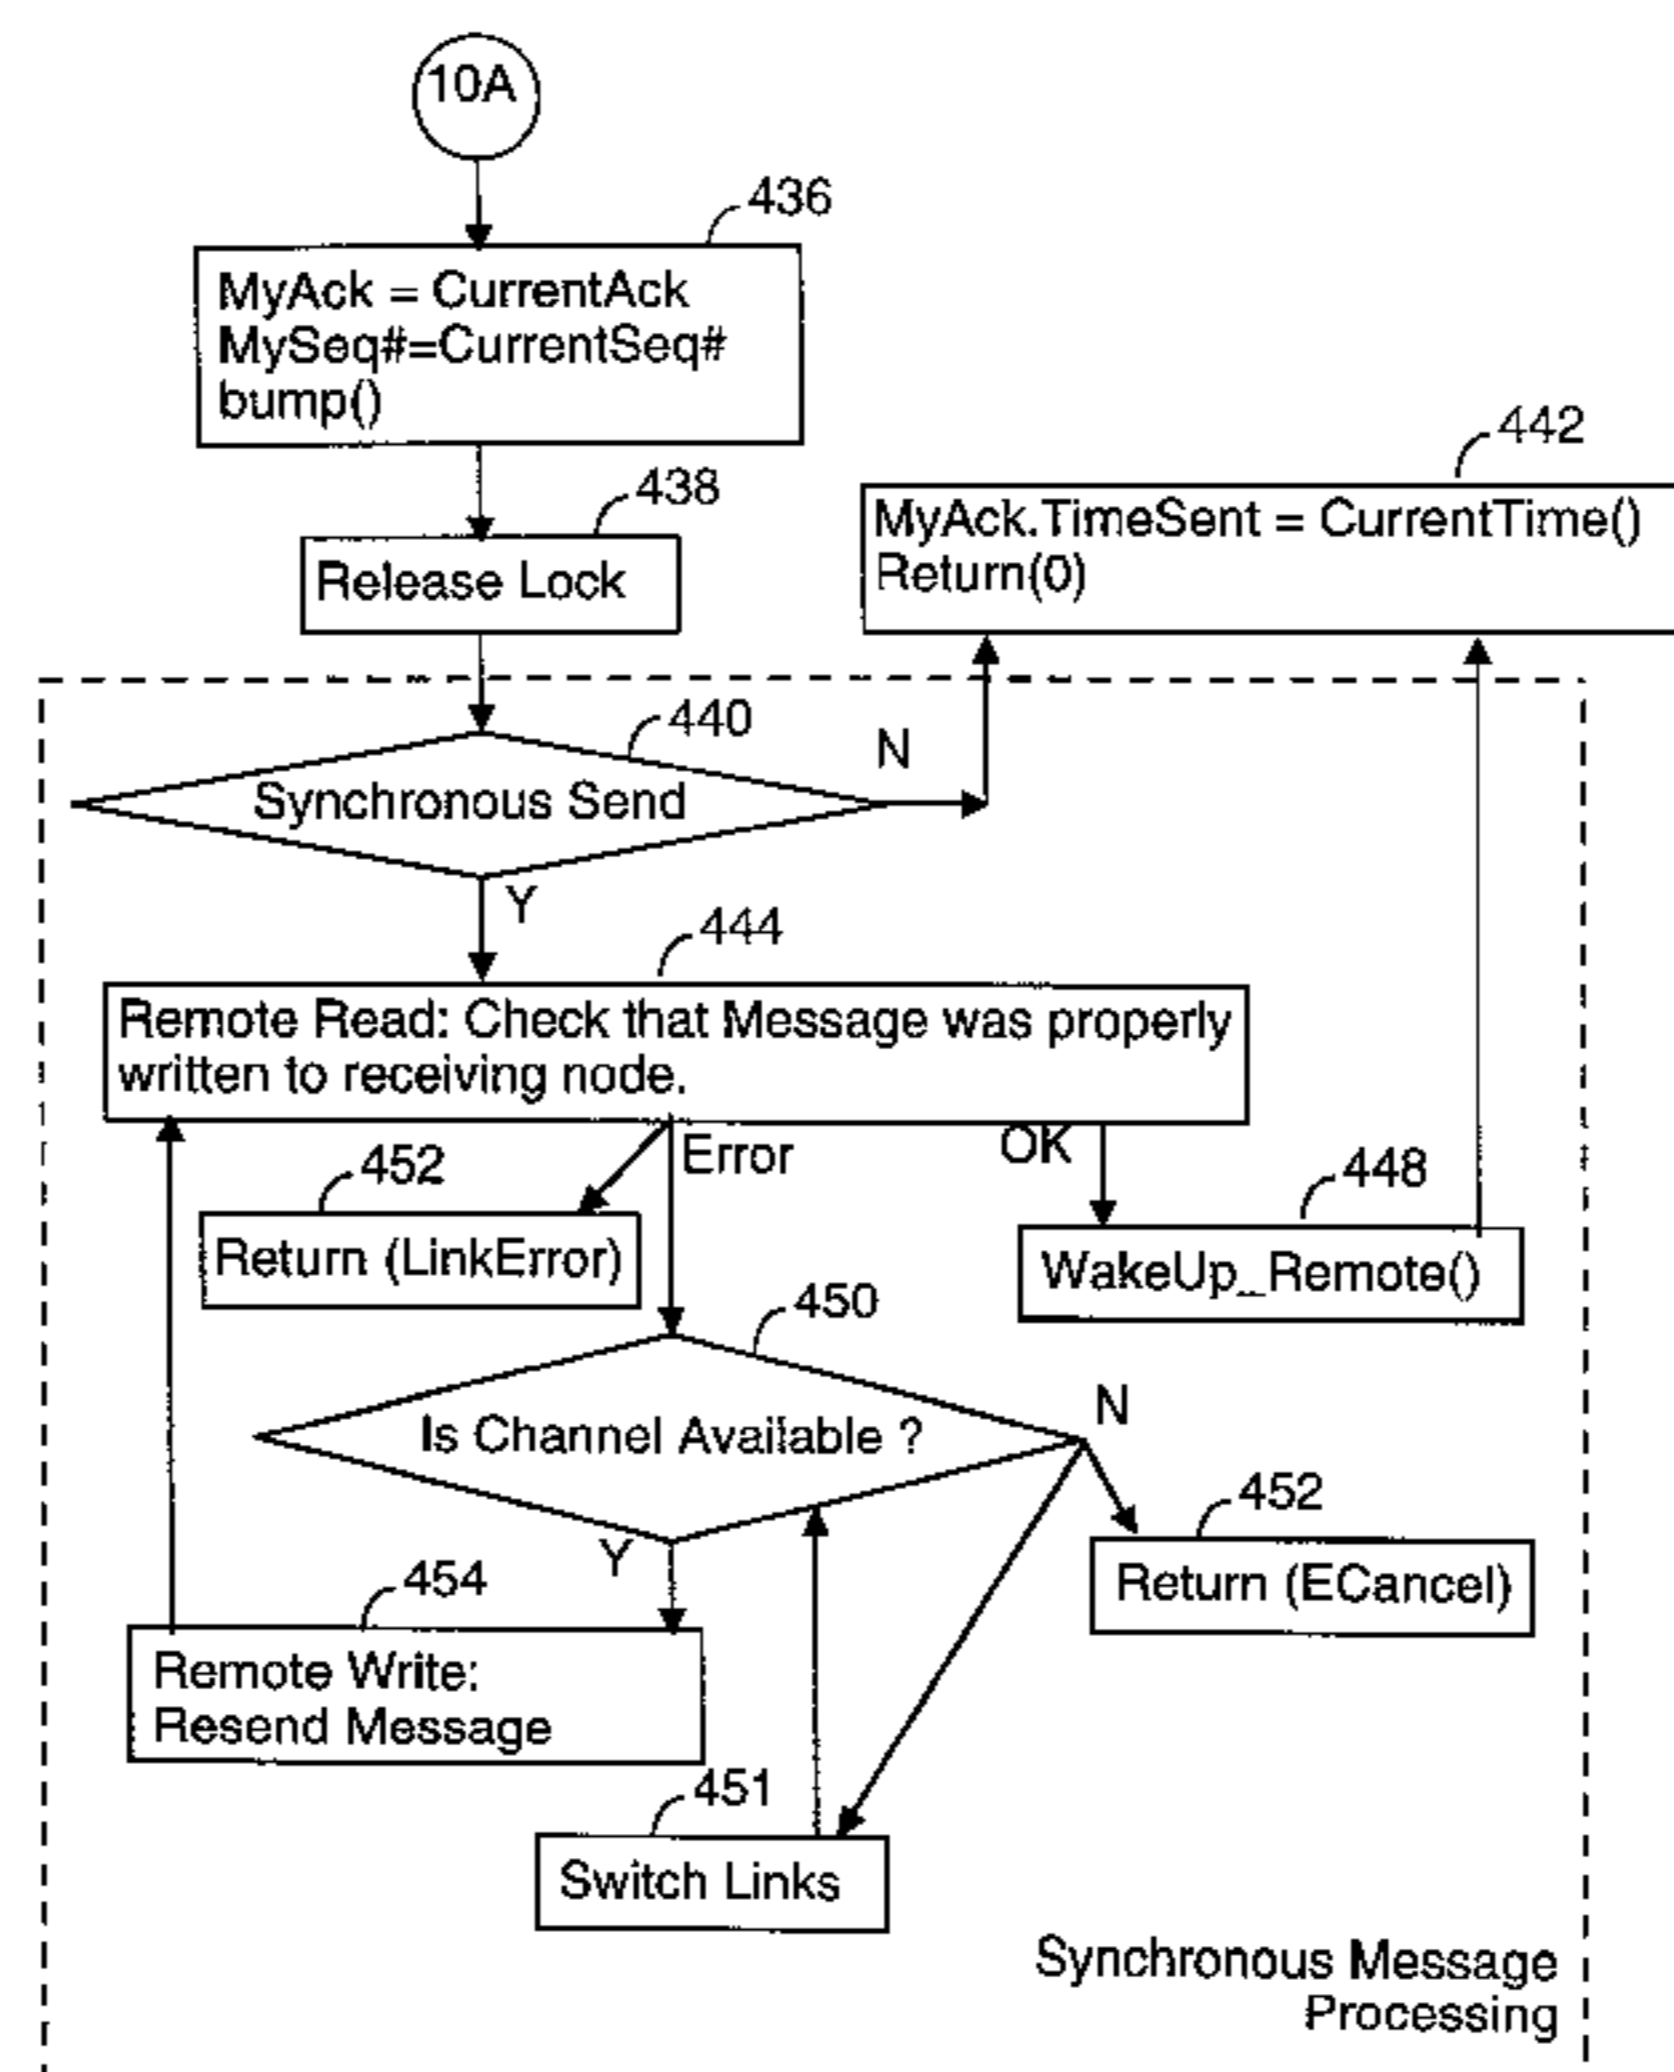 10A
436
MyAck = CurrentAck
MySeq#=CurrentSeq#
bump()
442
438
MyAck.TimeSent = CurrentTime()
Return(0)
Release Lock
440
N
Synchronous Send
Y
444
Remote Read: Check that Message was properly
written to receiving node.
Error
OK
452
448
Return (LinkError)
WakeUp_Remote()
450
N
Is Channel Available ?
452
Y
Return (ECancel)
454
Remote Write:
Resend Message
451
Switch Links
Synchronous Message
Processing